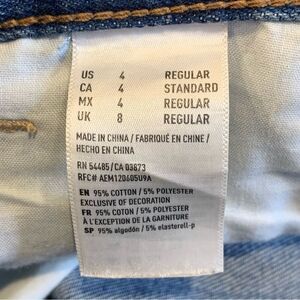 US 4 REGULAR
CA 4 STANDARD
MX 4 REGULAR
UK 8 REGULAR
MADE IN CHINA / FABRIQUÉ EN CHINE /
HECHO EN CHINA
RN 54485/CA 03873
RFC# AEM12060SU9A
EN 95% COTTON / 5% POLYESTER
EXCLUSIVE OF DECORATION
FR 95% COTON / 5% POLYESTER
À L'EXCEPTION DE LA GARNITURE
SP 95% algodón / 5% elasterell-p